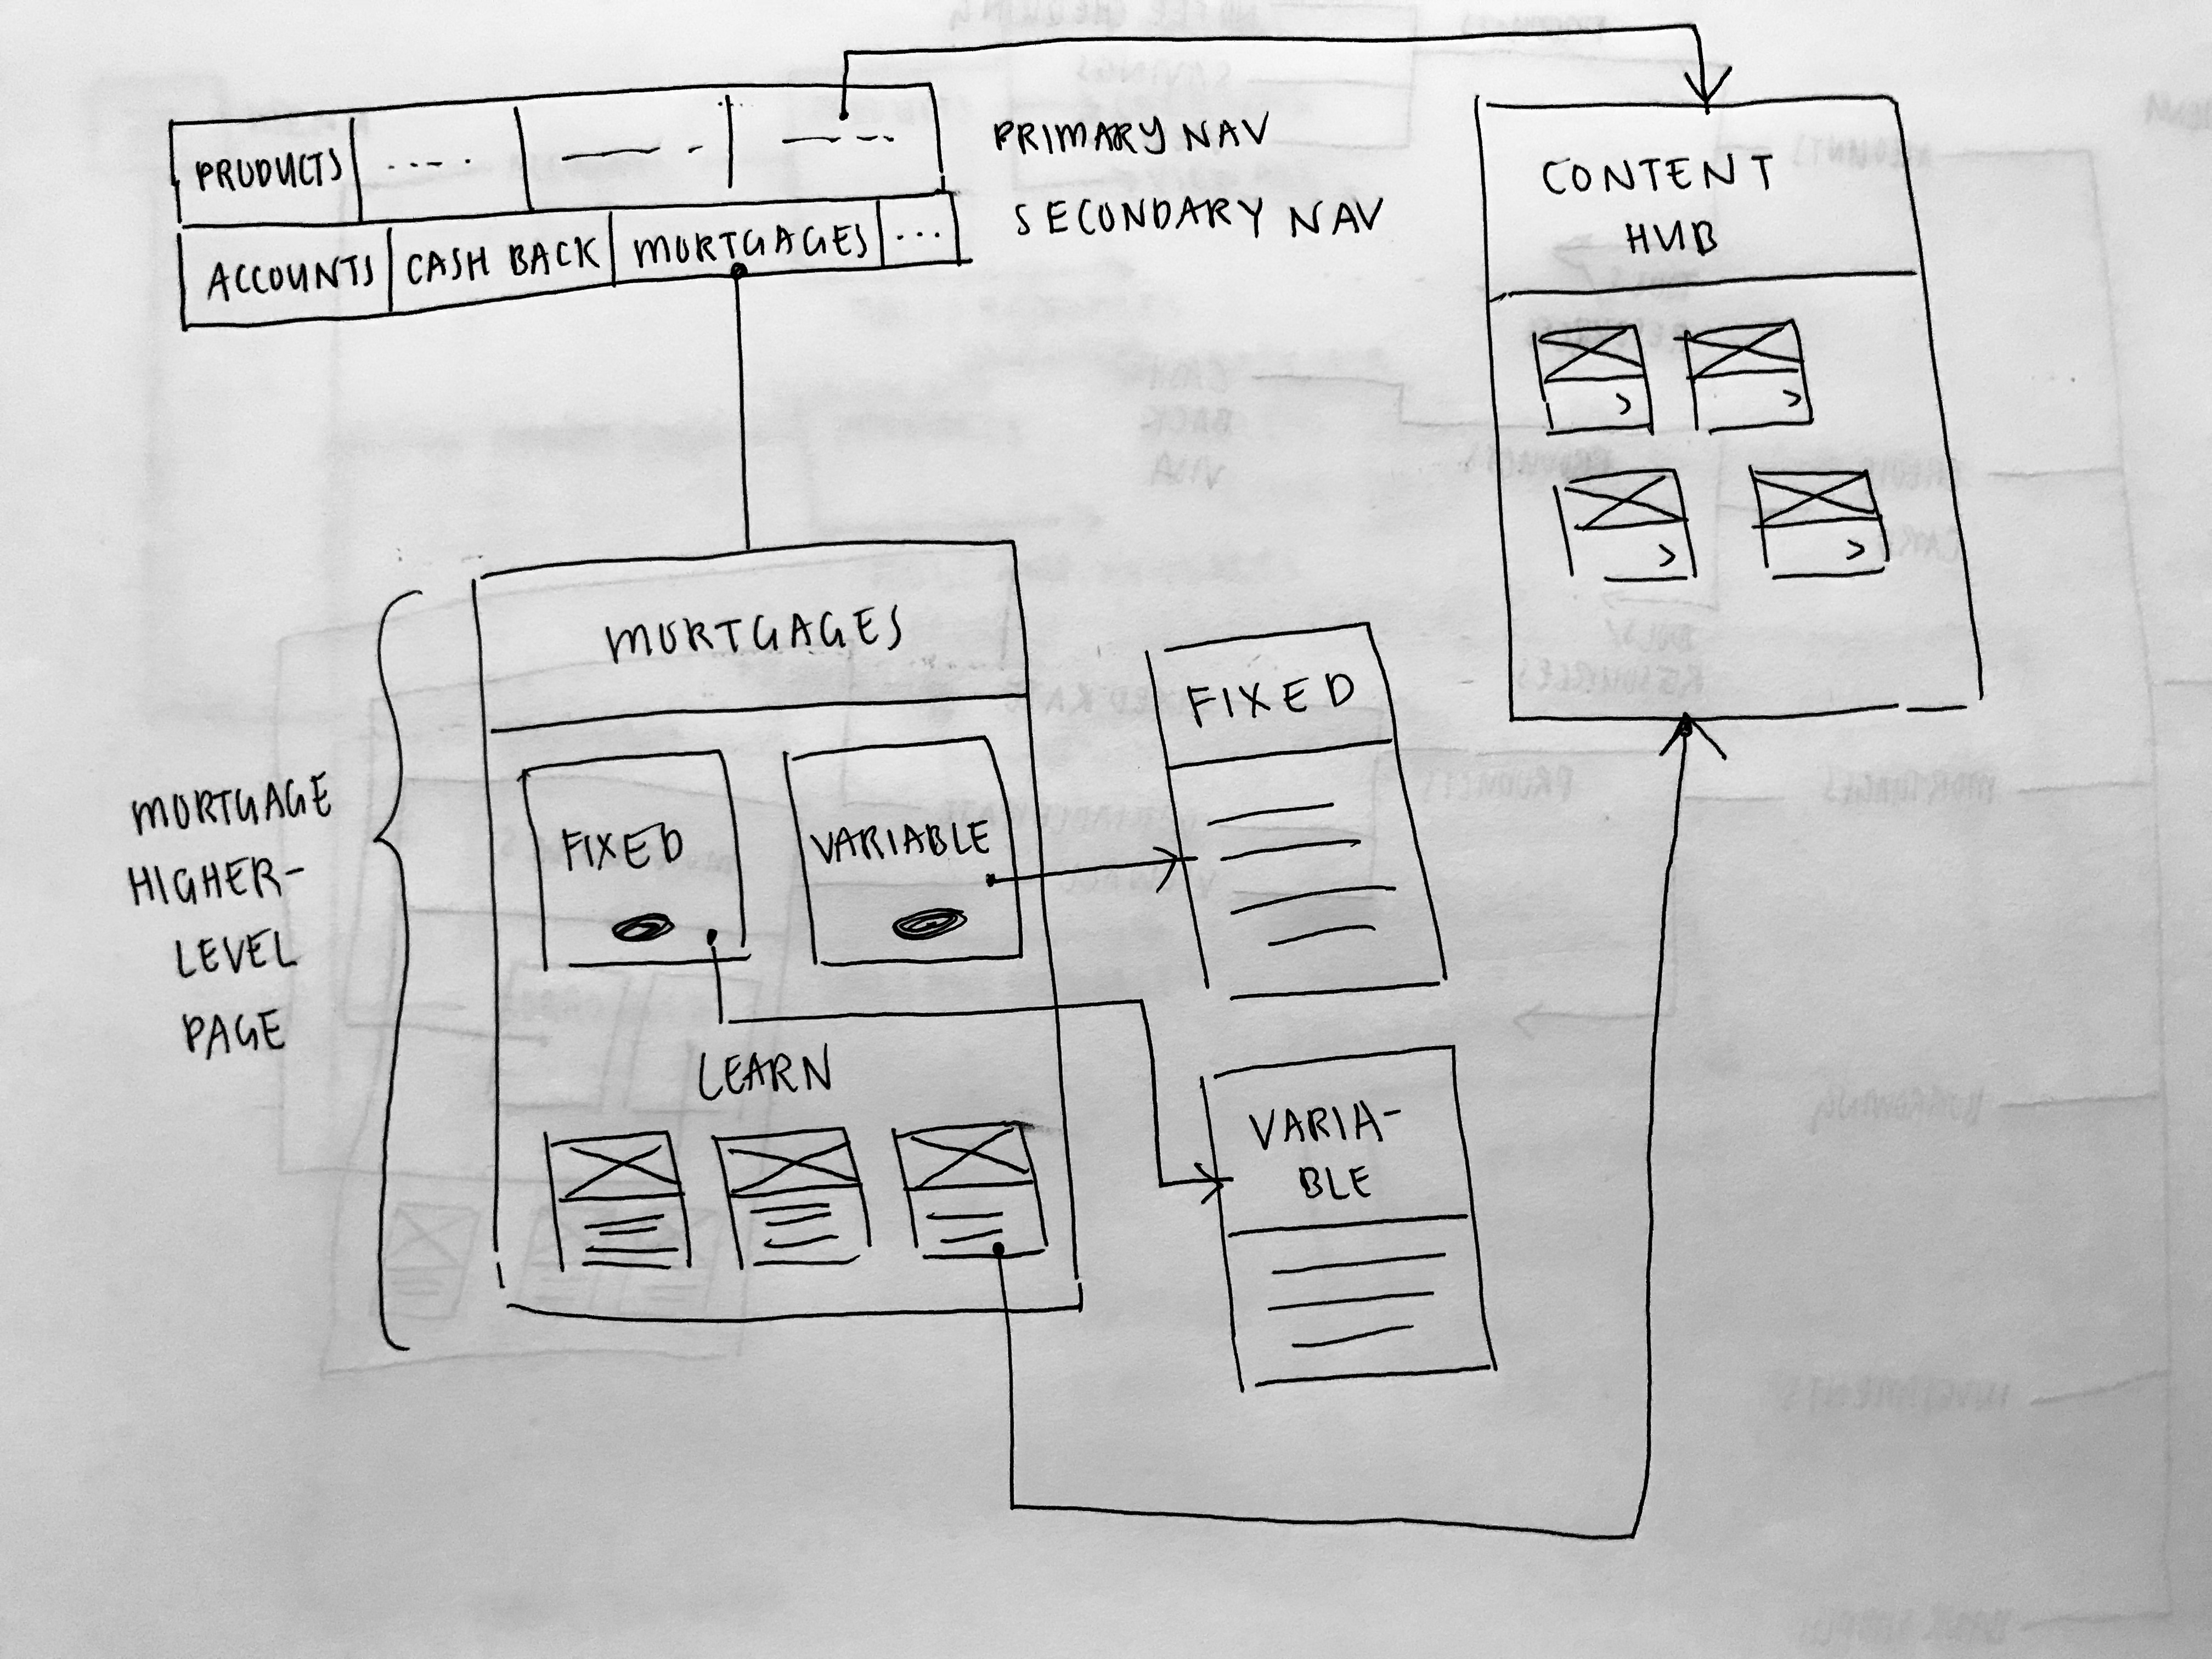 PRODUCTS
PRIMARY NAV
ACCOUNTS CASH BACK MORTGAGES ...
SECONDARY NAV
CONTENT
HUB
MORTGAGES
FIXED VARIABLE
LEARN
MORTGAGE
HIGHER-
LEVEL
PAGE
FIXED
VARIA-
BLE